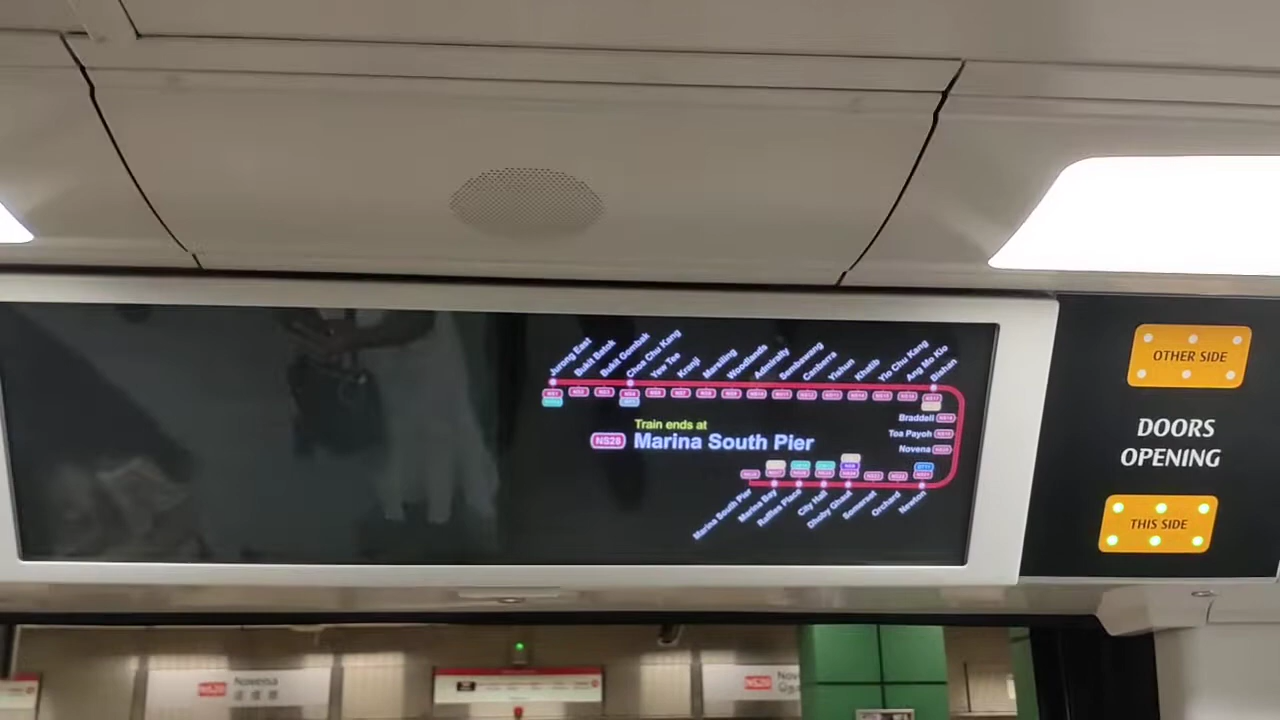 Jurong East
Bukit Batok
Bukit Gombak
Choa Chu Kang
Yew Tee
Kranji
Marsiling
Woodlands
Admiralty
Sembawang
Canberra
Yishun
Khatib
Yio Chu Kang
Ang Mo Kio
Bishan
Braddell
Toa Payoh
Novena
Train ends at
NS28 Marina South Pier
Marina South Pier
Marina Bay
Raffles Place
City Hall
Dhoby Ghaut
Somerset
Orchard
Newton
OTHER SIDE
DOORS
OPENING
THIS SIDE
NS20 Novena
NS20